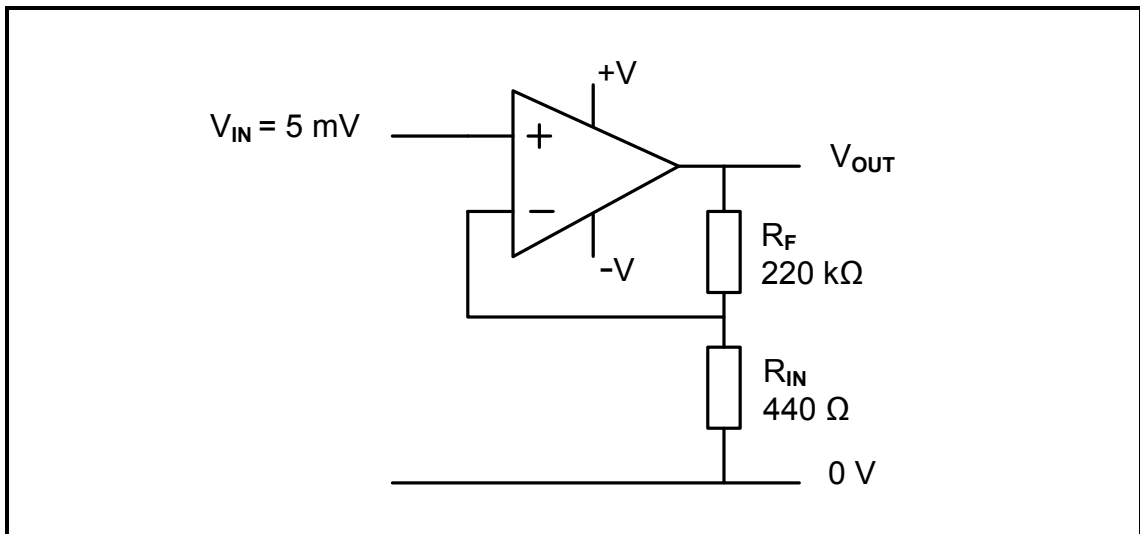 +V
V_IN = 5 mV
+
V_OUT
−
R_F
220 kΩ
−V
R_IN
440 Ω
0 V